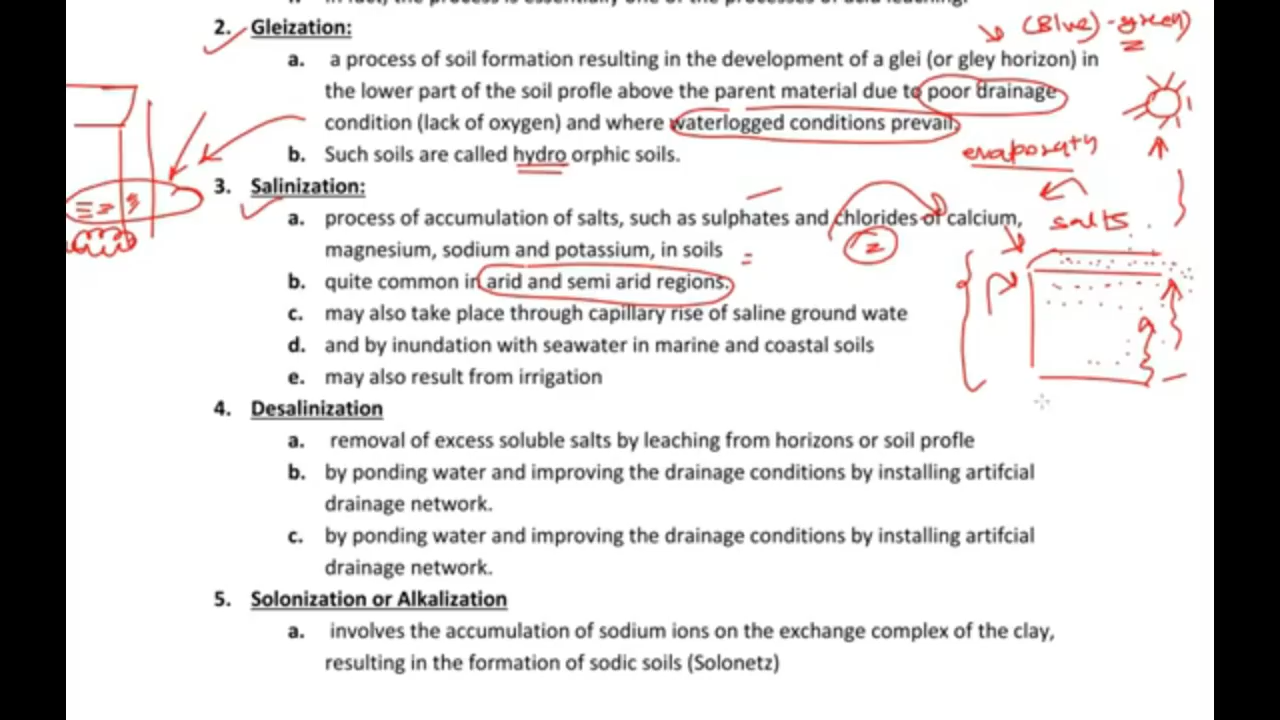 2. Gleization:
(Blue) - green)
a. a process of soil formation resulting in the development of a glei (or gley horizon) in
the lower part of the soil profle above the parent material due to poor drainage
condition (lack of oxygen) and where waterlogged conditions prevail.
b. Such soils are called hydro orphic soils.
3. Salinization:
a. process of accumulation of salts, such as sulphates and chlorides of calcium,
salts
magnesium, sodium and potassium, in soils
b. quite common in arid and semi arid regions.
c. may also take place through capillary rise of saline ground wate
d. and by inundation with seawater in marine and coastal soils
e. may also result from irrigation
4. Desalinization
a. removal of excess soluble salts by leaching from horizons or soil profle
b. by ponding water and improving the drainage conditions by installing artifcial
drainage network.
c. by ponding water and improving the drainage conditions by installing artifcial
drainage network.
5. Solonization or Alkalization
a. involves the accumulation of sodium ions on the exchange complex of the clay,
resulting in the formation of sodic soils (Solonetz)